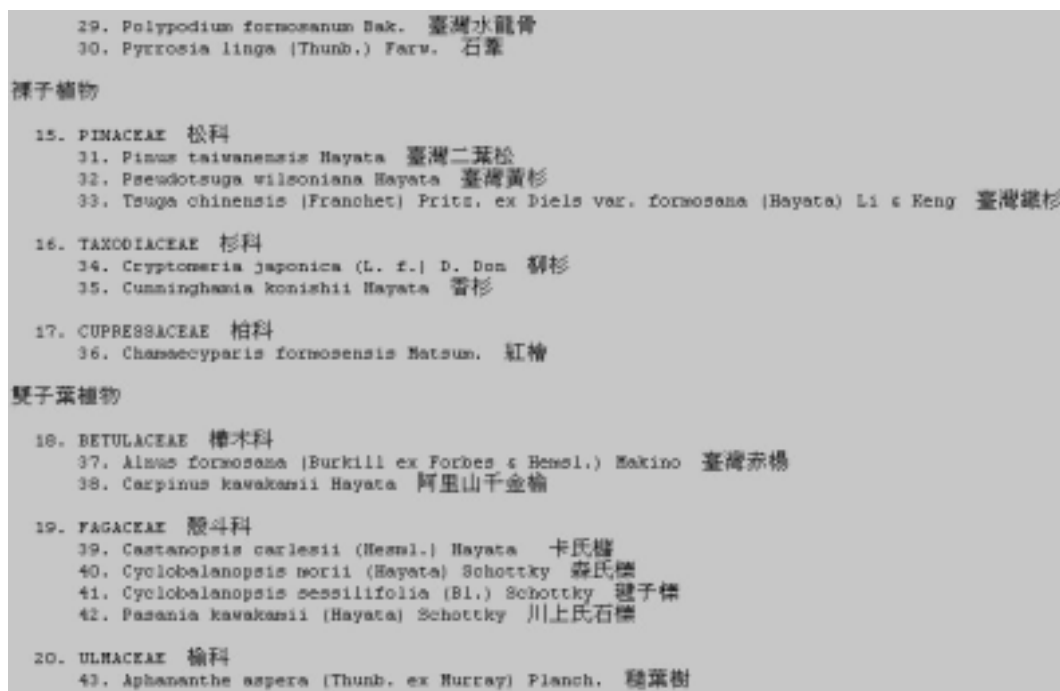 29. Polypodium formosanum Bak. 臺灣水龍骨
30. Pyrrosia linga (Thunb.) Farw. 石葦
裸子植物
15. PINACEAE 松科
31. Pinus taiwanensis Hayata 臺灣二葉松
32. Pseudotsuga wilsoniana Hayata 臺灣黃杉
33. Tsuga chinensis (Franchet) Pritz. ex Diels var. formosana (Hayata) Li & Keng 臺灣鐵杉
16. TAXODIACEAE 杉科
34. Cryptomeria japonica (L. f.) D. Don 柳杉
35. Cunninghamia konishii Hayata 香杉
17. CUPRESSACEAE 柏科
36. Chamaecyparis formosensis Matsum. 紅檜
雙子葉植物
18. BETULACEAE 樺木科
37. Alnus formosana (Burkill ex Forbes & Hemsl.) Makino 臺灣赤楊
38. Carpinus kawakamii Hayata 阿里山千金榆
19. FAGACEAE 殼斗科
39. Castanopsis carlesii (Hesml.) Hayata 卡氏櫧
40. Cyclobalanopsis morii (Hayata) Schottky 森氏櫟
41. Cyclobalanopsis sessilifolia (Bl.) Schottky 毽子櫟
42. Pasania kawakamii (Hayata) Schottky 川上氏石櫟
20. ULMACEAE 榆科
43. Aphananthe aspera (Thunb. ex Murray) Planch. 糙葉樹